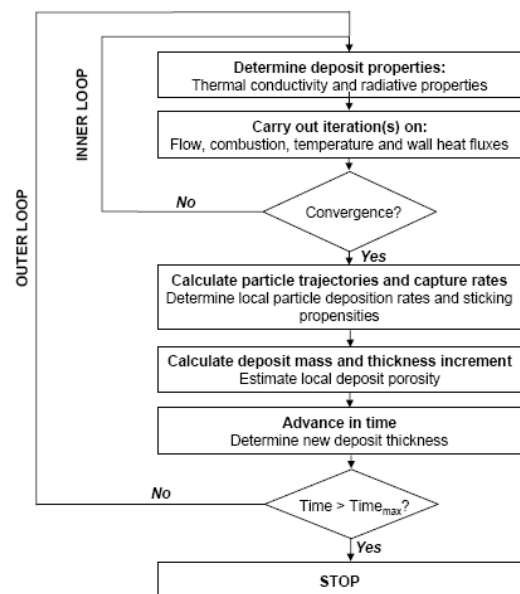 Determine deposit properties:
Thermal conductivity and radiative properties
Carry out iteration(s) on:
Flow, combustion, temperature and wall heat fluxes
INNER LOOP
No
Convergence?
Yes
OUTER LOOP
Calculate particle trajectories and capture rates
Determine local particle deposition rates and sticking
propensities
Calculate deposit mass and thickness increment
Estimate local deposit porosity
Advance in time
Determine new deposit thickness
No
Time > Timemax?
Yes
STOP